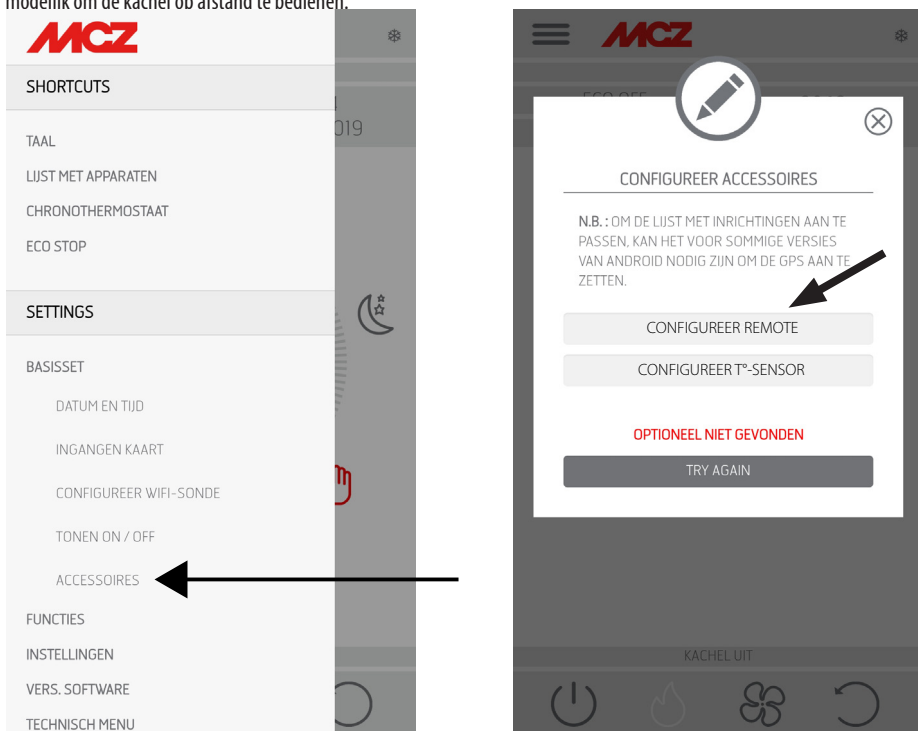 modelijk om de kachel op afstand te bedienen.
MCZ
SHORTCUTS
019
TAAL
LIJST MET APPARATEN
CHRONOTHERMOSTAAT
ECO STOP
SETTINGS
BASISSET
DATUM EN TIJD
INGANGEN KAART
CONFIGUREER WIFI-SONDE
TONEN ON / OFF
ACCESSOIRES
FUNCTIES
INSTELLINGEN
VERS. SOFTWARE
TECHNISCH MENU
MCZ
CONFIGUREER ACCESSOIRES
N.B. : OM DE LIJST MET INRICHTINGEN AAN TE
PASSEN, KAN HET VOOR SOMMIGE VERSIES
VAN ANDROID NODIG ZIJN OM DE GPS AAN TE
ZETTEN.
CONFIGUREER REMOTE
CONFIGUREER T°-SENSOR
OPTIONEEL NIET GEVONDEN
TRY AGAIN
KACHEL UIT